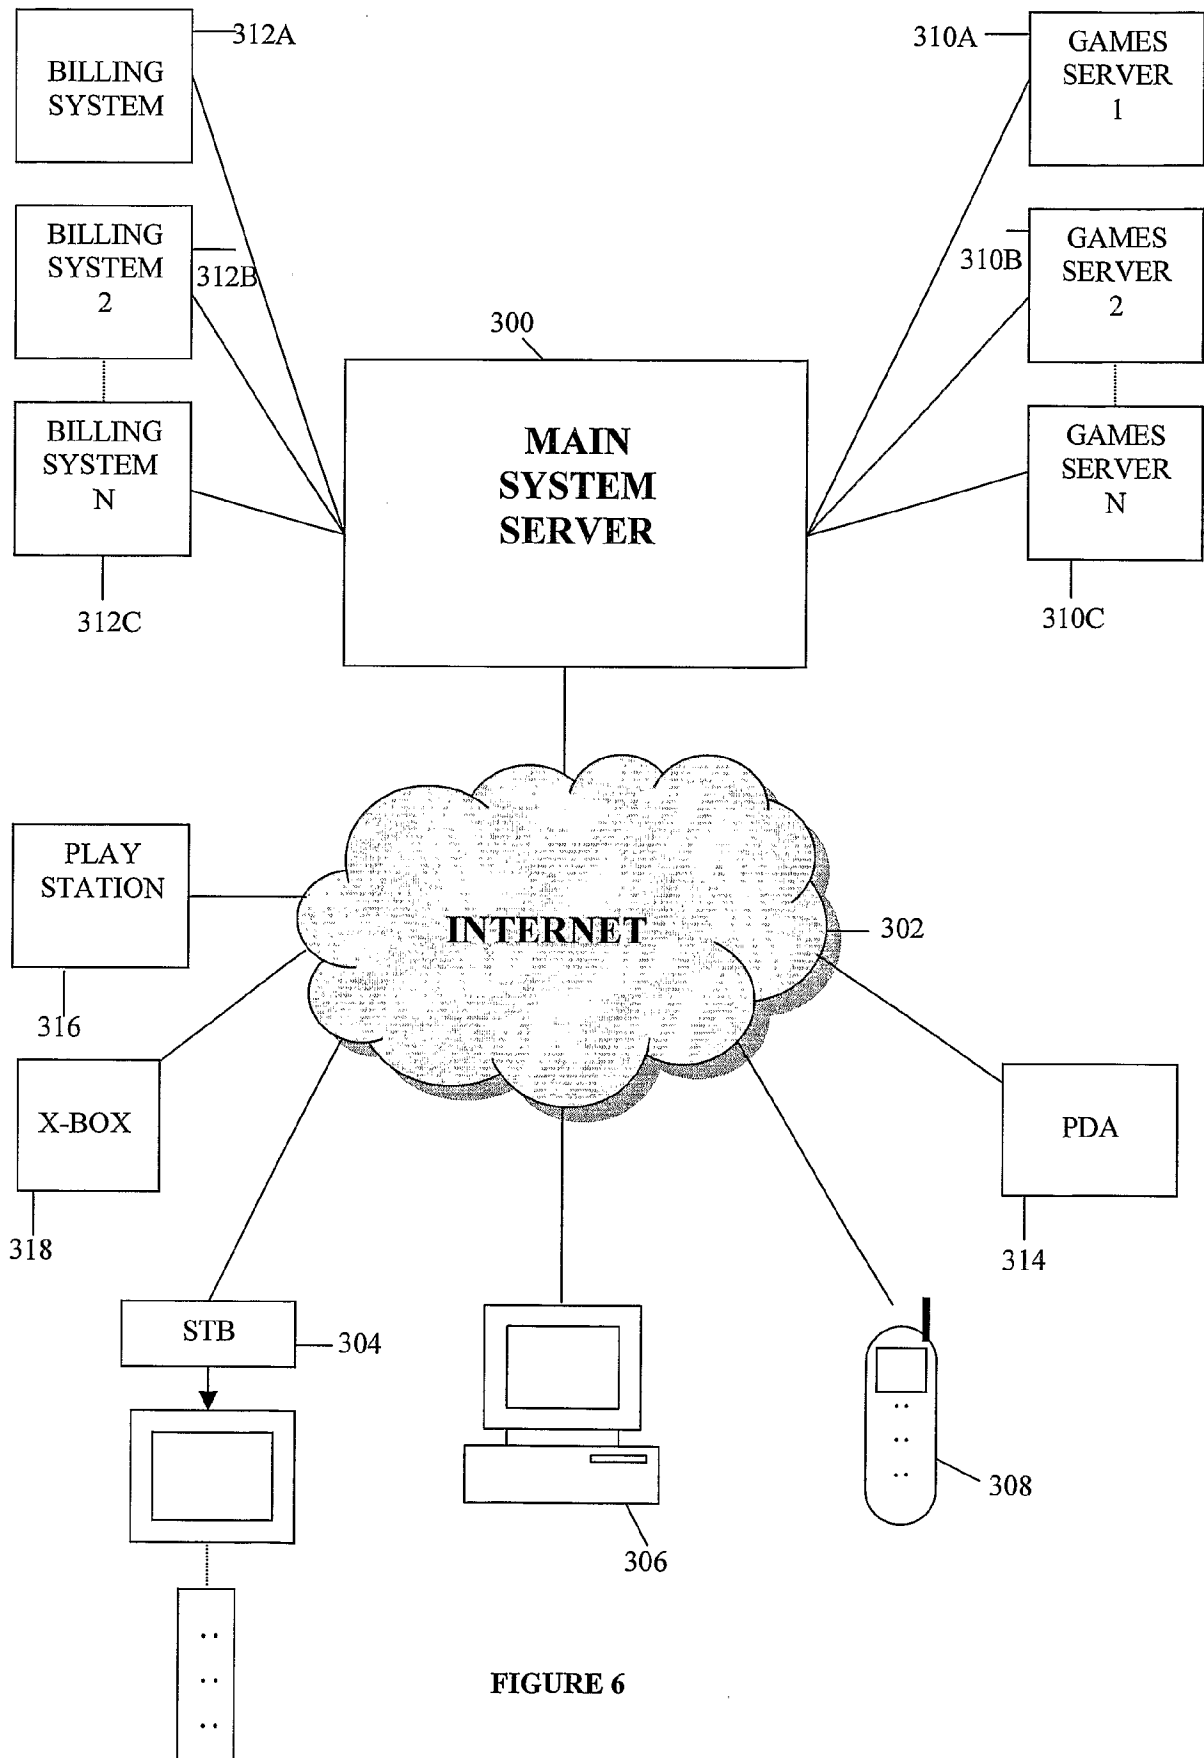 312A
BILLING
SYSTEM
310A
GAMES
SERVER
1
BILLING
SYSTEM
2
312B
310B
GAMES
SERVER
2
300
BILLING
SYSTEM
N
312C
MAIN
SYSTEM
SERVER
GAMES
SERVER
N
310C
PLAY
STATION
316
INTERNET
302
X-BOX
318
PDA
314
STB
304
308
306
FIGURE 6